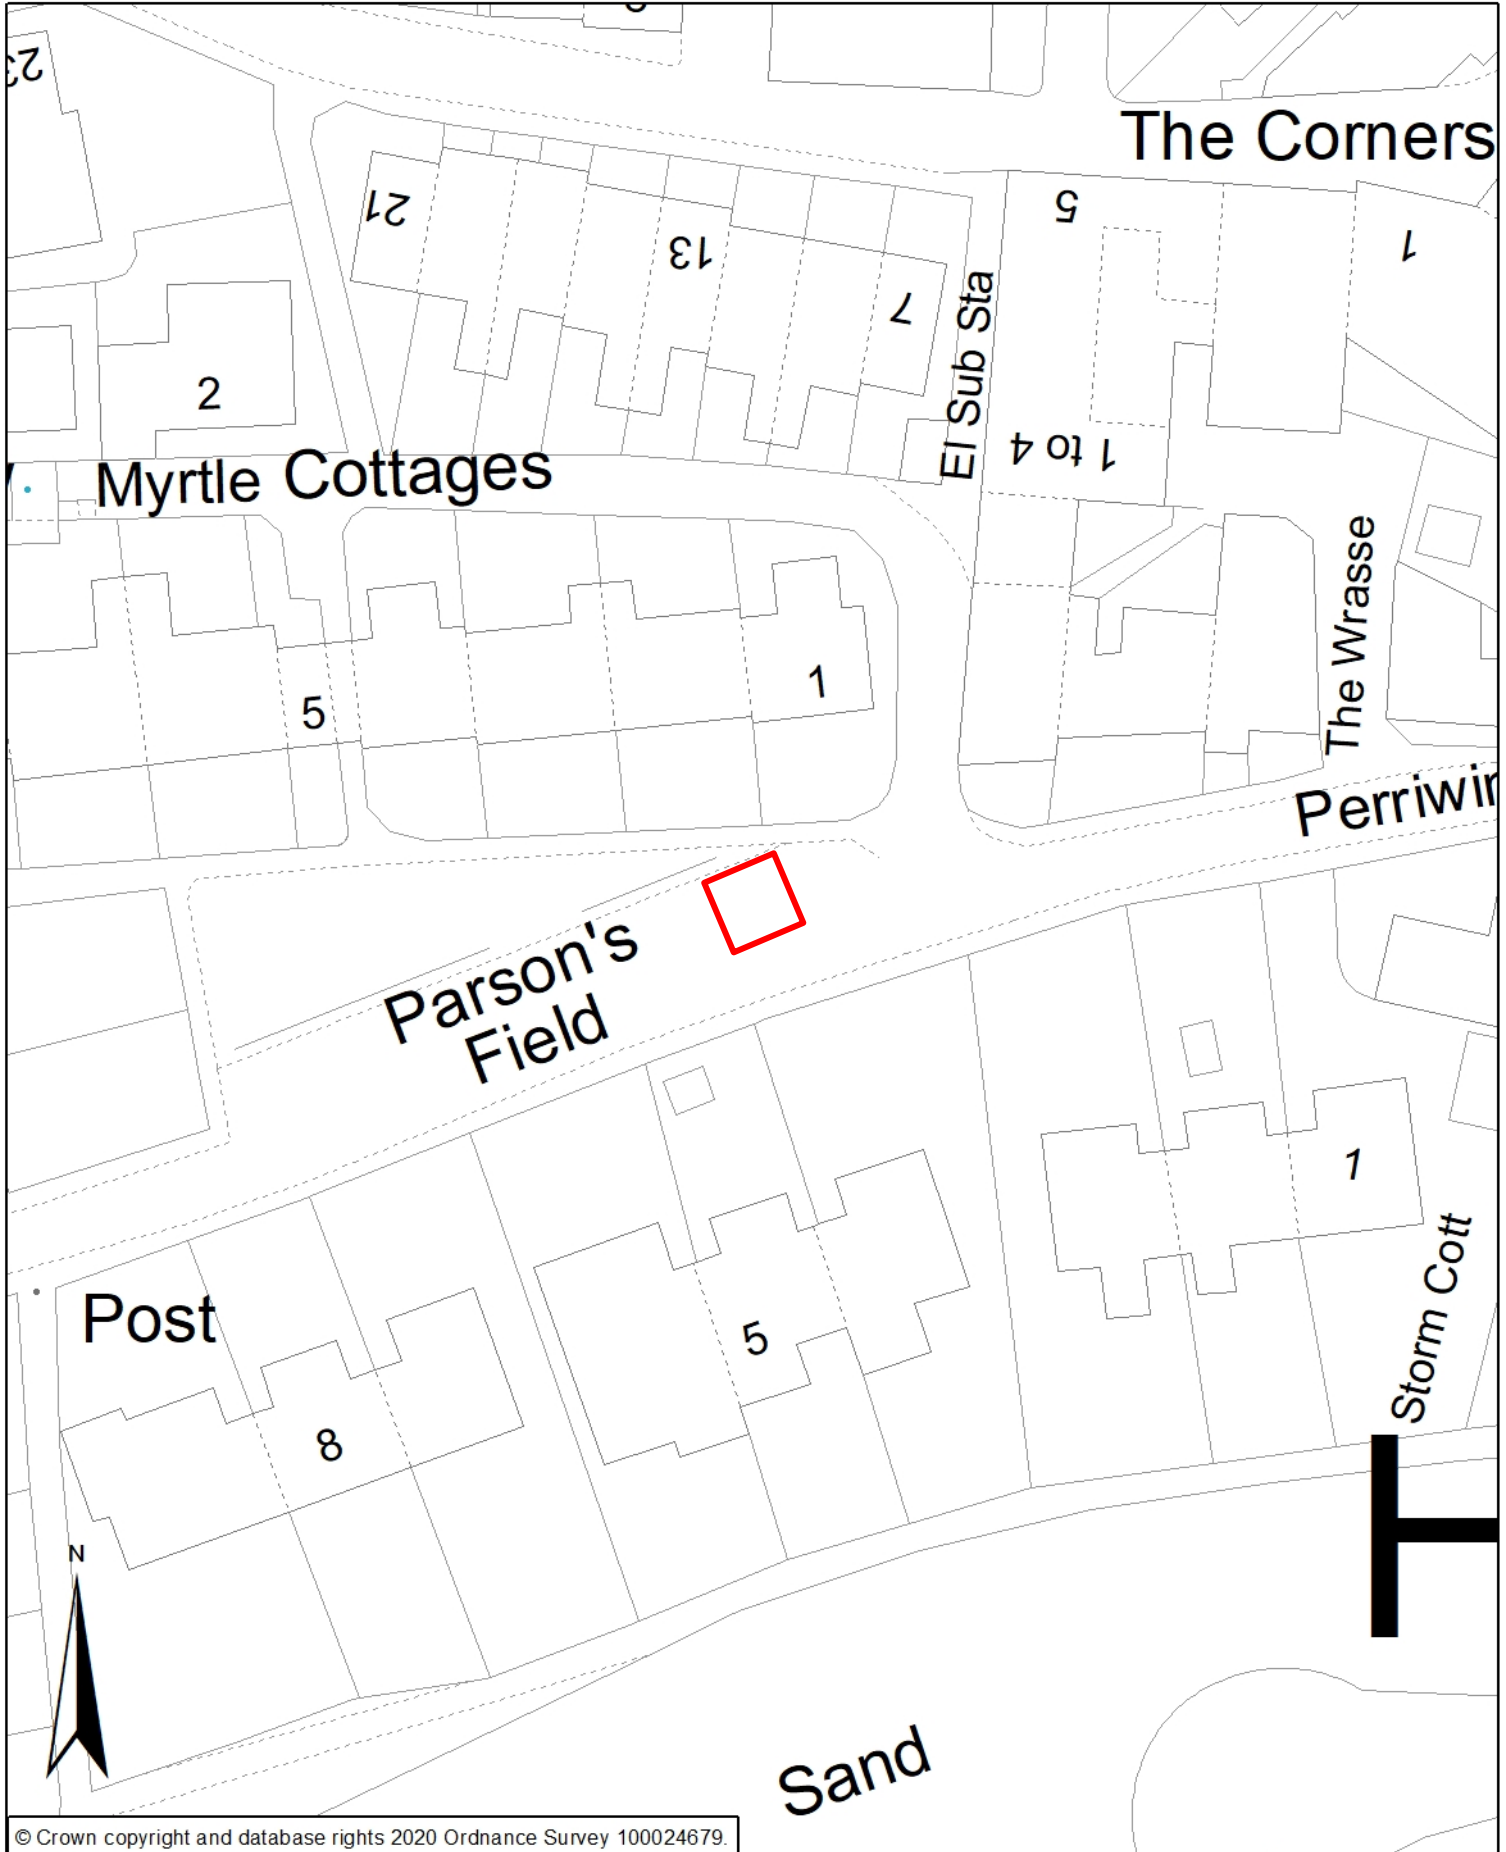 23
The Corners
21
13
7
5
1
El Sub Sta
1 to 4
2
Myrtle Cottages
The Wrasse
5
1
Perriwin
Parson's
Field
1
Storm Cott
Post
5
8
H
N
Sand
© Crown copyright and database rights 2020 Ordnance Survey 100024679.